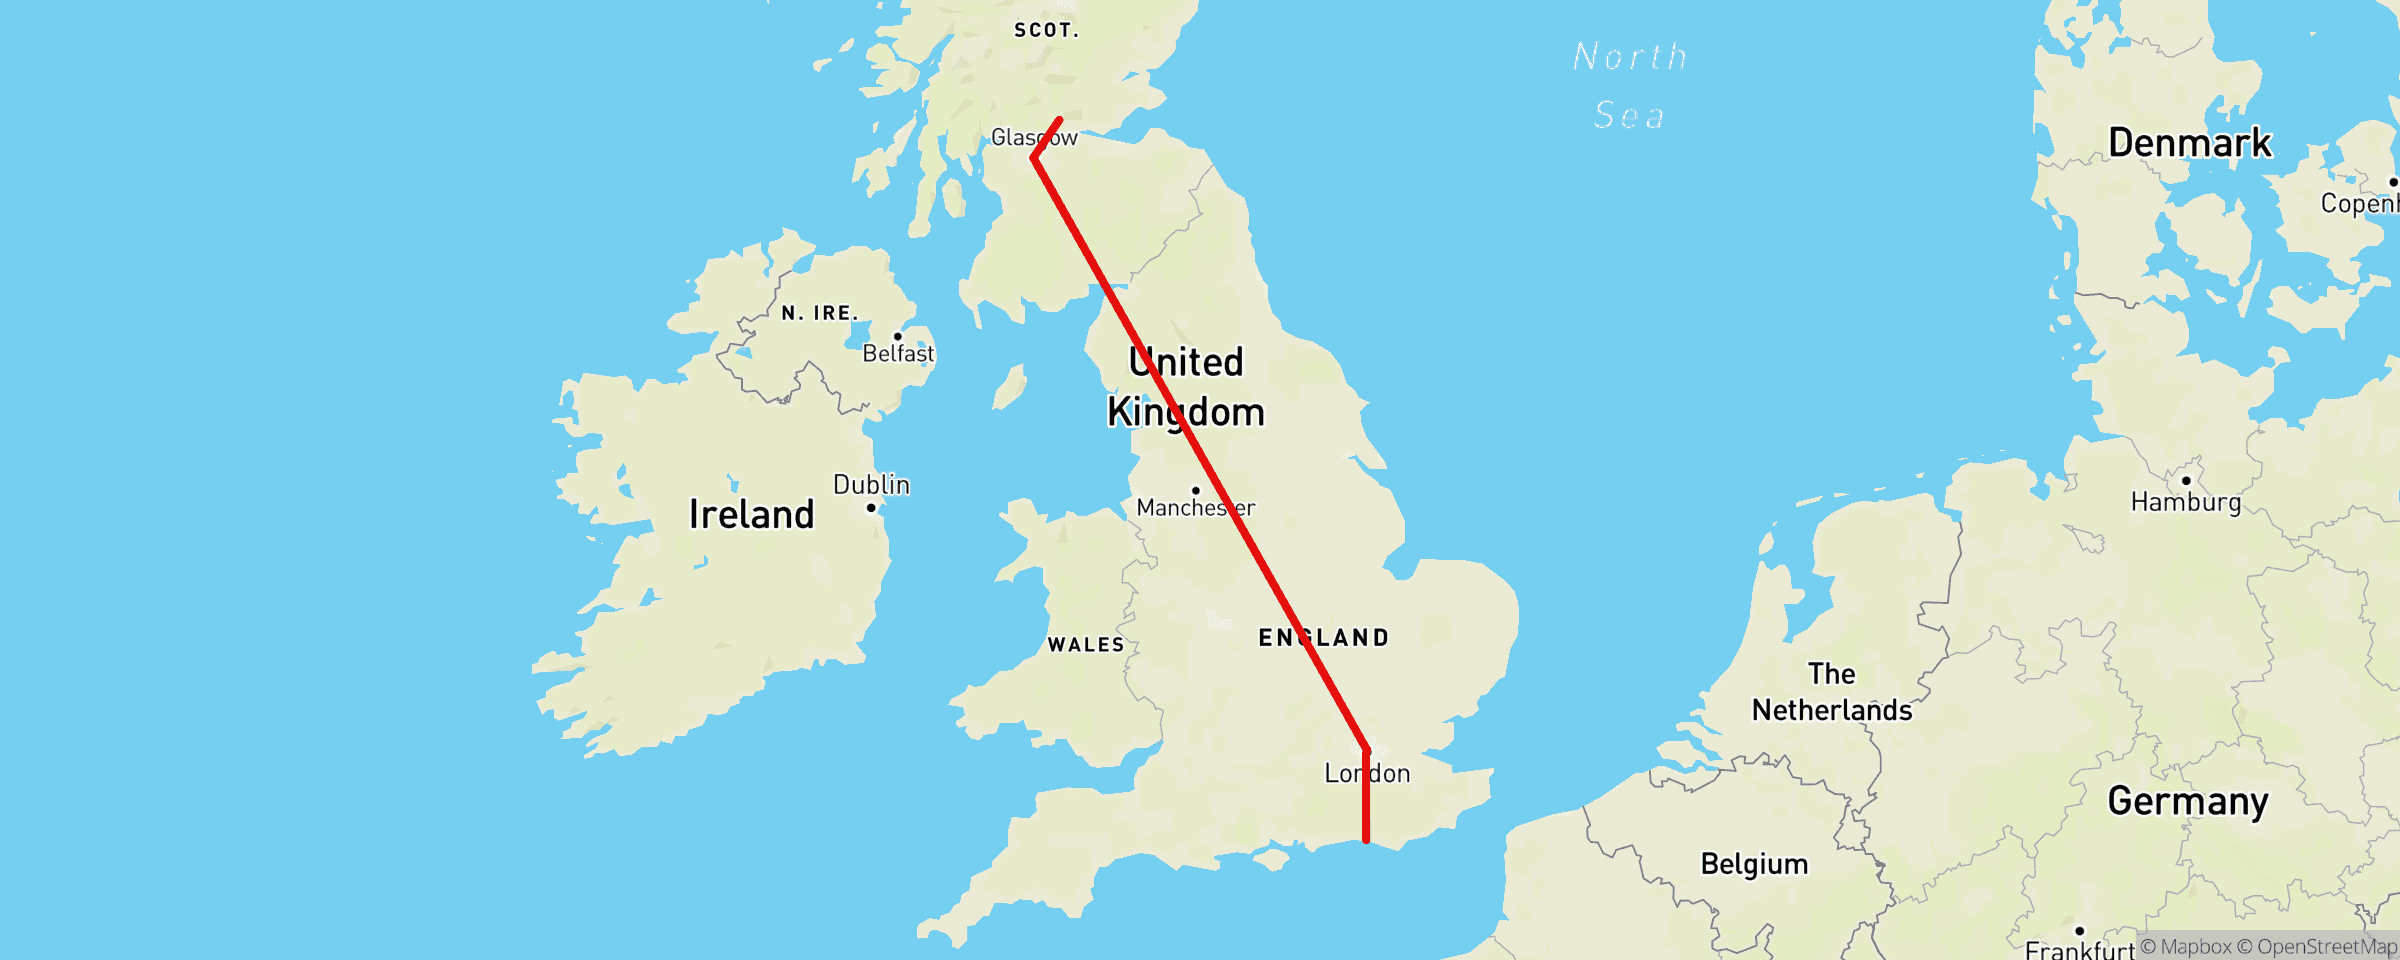 SCOT.
North
Sea
Glasgow
Denmark
Copenh
N. IRE.
Belfast
United
Kingdom
Dublin
Ireland
Manchester
Hamburg
WALES
ENGLAND
The
Netherlands
London
Germany
Belgium
Frankfurt
© Mapbox © OpenStreetMap